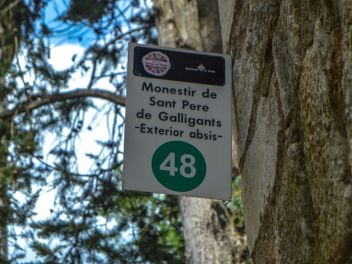 Monestir de
Sant Pere
de Galligants
-Exterior absis-
48